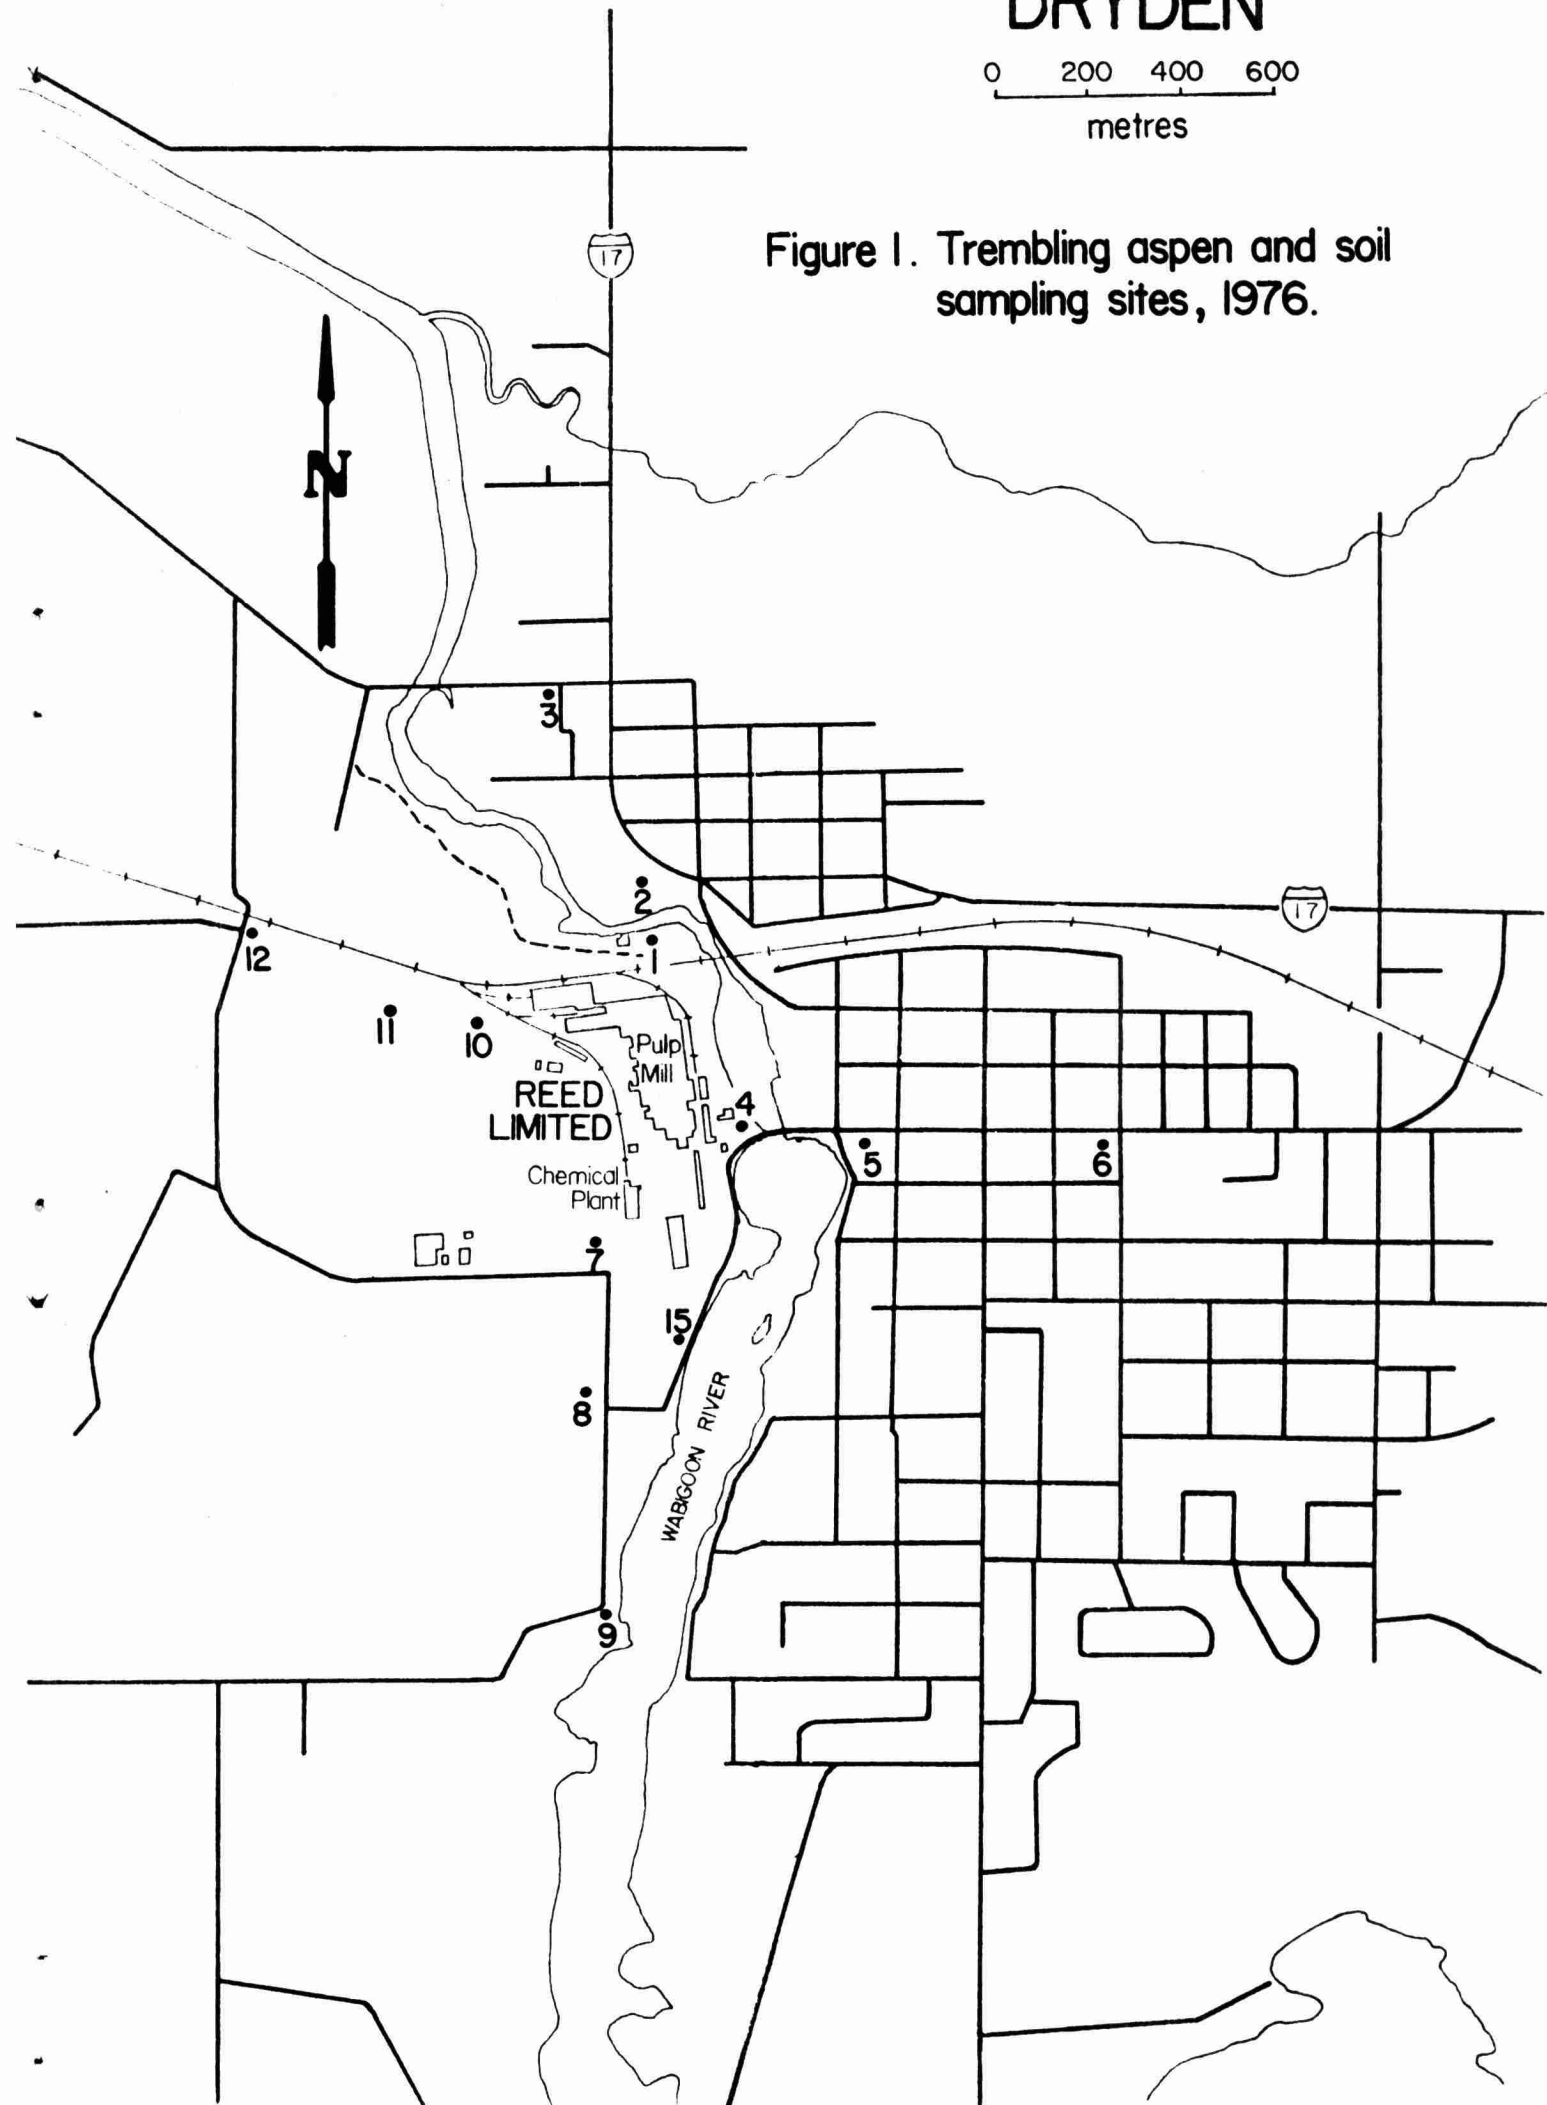 DRYDEN
0 200 400 600
metres
17
Figure 1. Trembling aspen and soil
sampling sites, 1976.
N
3
2
17
1
12
11
10
Pulp
Mill
REED
LIMITED
4
5
6
Chemical
Plant
7
15
8
WABIGOON RIVER
9